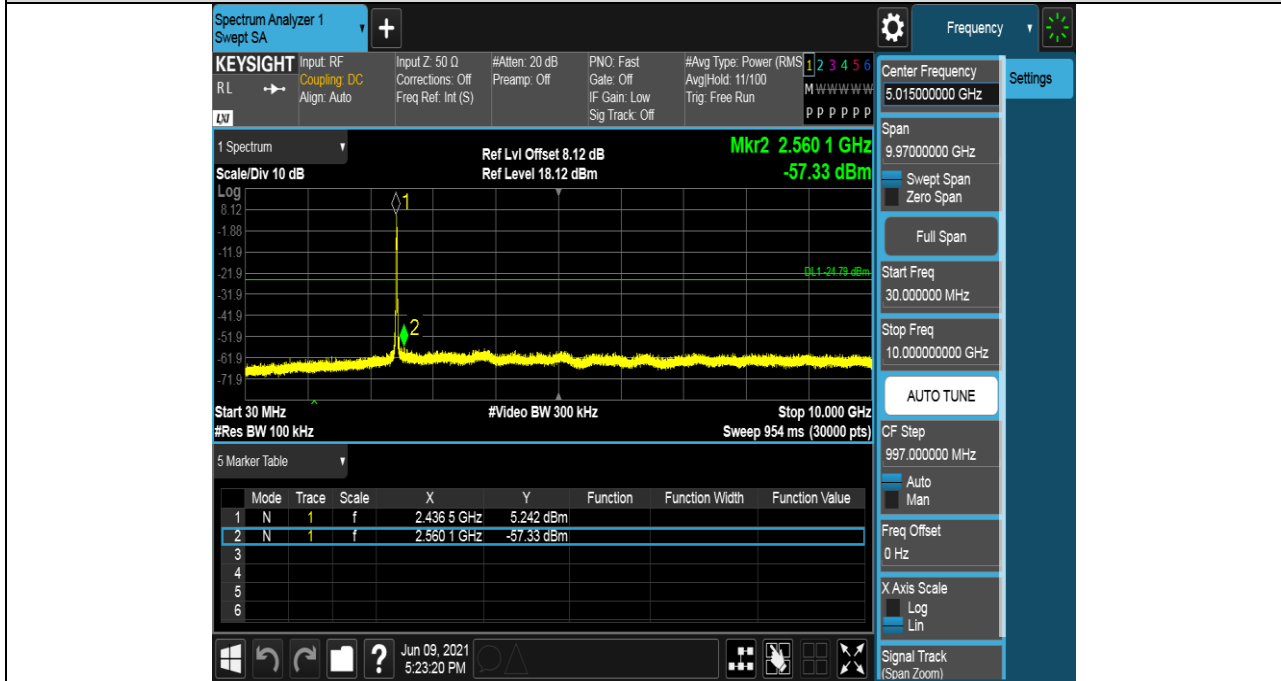 Spectrum Analyzer 1
Swept SA
+
Frequency
KEYSIGHT
RL
LXI
Input: RF
Coupling: DC
Align: Auto
Input Z: 50 Ω
Corrections: Off
Freq Ref: Int (S)
#Atten: 20 dB
Preamp: Off
PNO: Fast
Gate: Off
IF Gain: Low
Sig Track: Off
#Avg Type: Power (RMS
Avg|Hold: 11/100
Trig: Free Run
1 2 3 4 5 6
M W W W W W
P P P P P P
1 Spectrum
Scale/Div 10 dB
Ref Lvl Offset 8.12 dB
Ref Level 18.12 dBm
Mkr2 2.560 1 GHz
-57.33 dBm
Log
8.12
-1.88
-11.9
-21.9
-31.9
-41.9
-51.9
-61.9
-71.9
1
2
DL1 -24.79 dBm
Start 30 MHz
#Video BW 300 kHz
Stop 10.000 GHz
#Res BW 100 kHz
Sweep 954 ms (30000 pts)
5 Marker Table
Mode Trace Scale X Y Function Function Width Function Value
1 N 1 f 2.436 5 GHz 5.242 dBm
2 N 1 f 2.560 1 GHz -57.33 dBm
3
4
5
6
Jun 09, 2021
5:23:20 PM
?
Center Frequency
5.015000000 GHz
Settings
Span
9.97000000 GHz
Swept Span
Zero Span
Full Span
Start Freq
30.000000 MHz
Stop Freq
10.000000000 GHz
AUTO TUNE
CF Step
997.000000 MHz
Auto
Man
Freq Offset
0 Hz
X Axis Scale
Log
Lin
Signal Track
(Span Zoom)